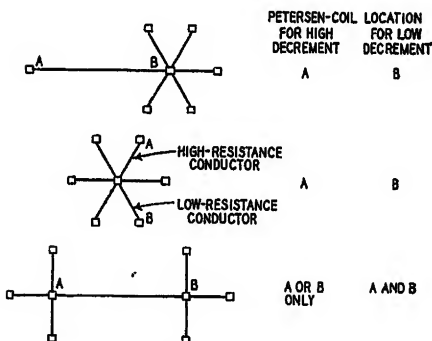 PETERSEN-COIL LOCATION
FOR HIGH DECREMENT
FOR LOW DECREMENT
A
B
A
B
A
HIGH-RESISTANCE
CONDUCTOR
LOW-RESISTANCE
CONDUCTOR
B
A
B
A
B
A OR B
ONLY
A AND B